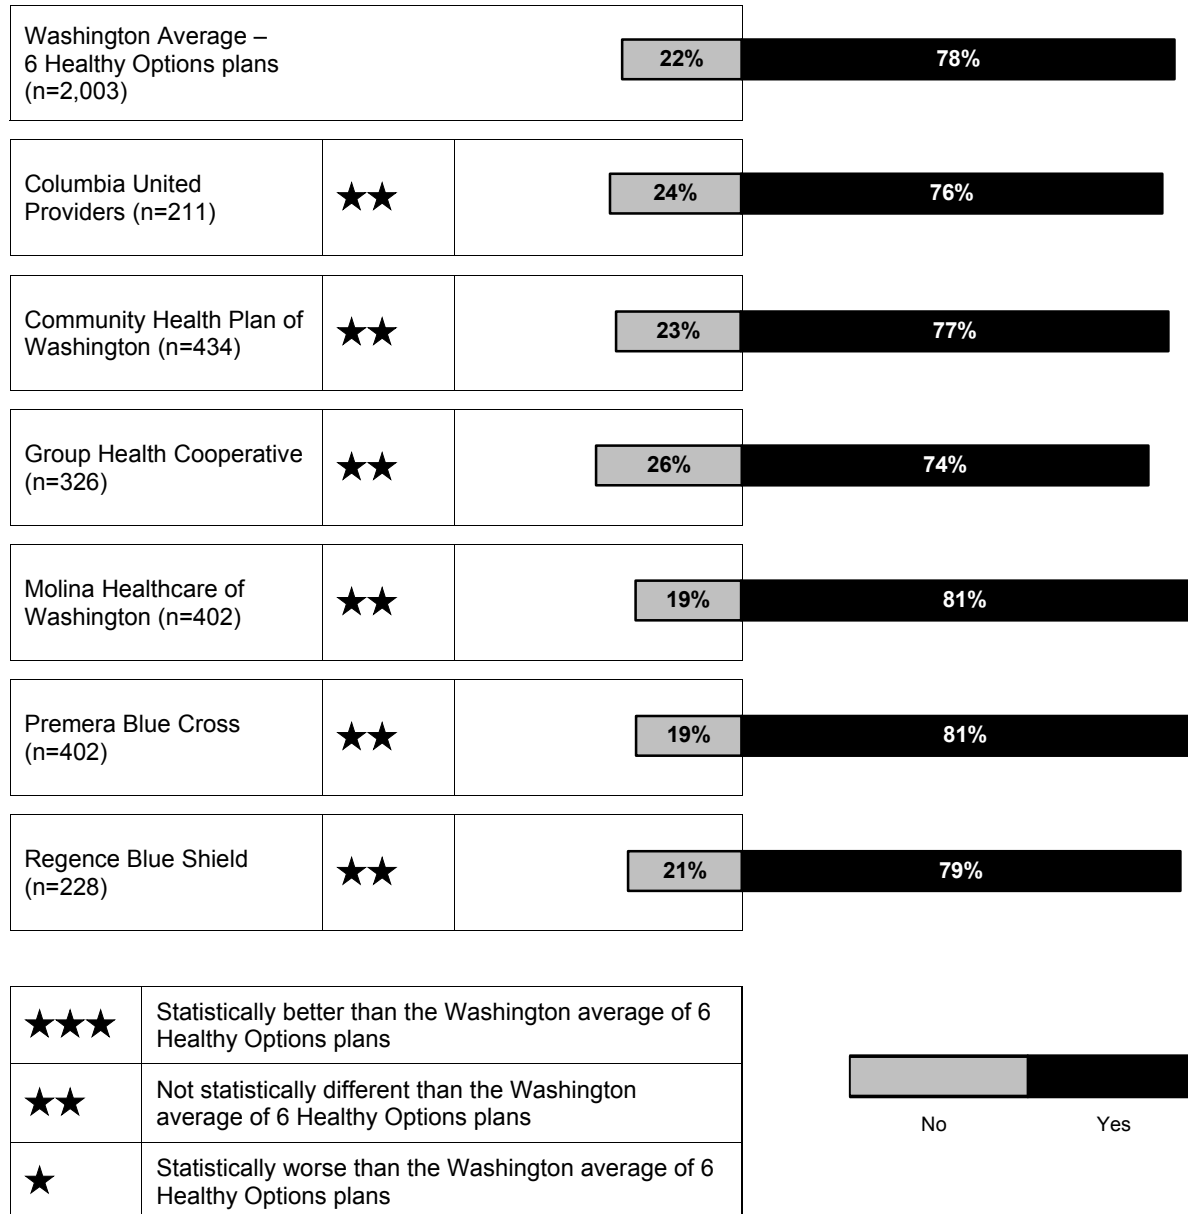 Washington Average –
6 Healthy Options plans
(n=2,003)
22%
78%
Columbia United
Providers (n=211)
★★
24%
76%
Community Health Plan of
Washington (n=434)
★★
23%
77%
Group Health Cooperative
(n=326)
★★
26%
74%
Molina Healthcare of
Washington (n=402)
★★
19%
81%
Premera Blue Cross
(n=402)
★★
19%
81%
Regence Blue Shield
(n=228)
★★
21%
79%
★★★
Statistically better than the Washington average of 6
Healthy Options plans
★★
Not statistically different than the Washington
average of 6 Healthy Options plans
★
Statistically worse than the Washington average of 6
Healthy Options plans
No
Yes